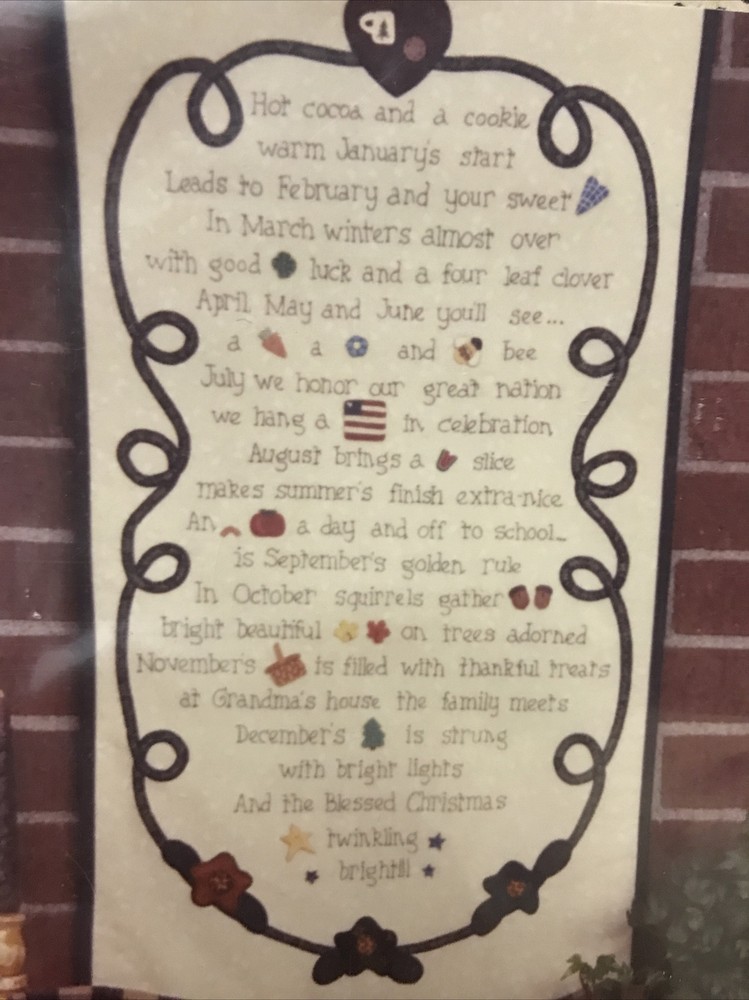 Hot cocoa and a cookie
warm January's start
Leads to February and your sweet
In March winters almost over
with good luck and a four leaf clover
April, May and June you'll see...
a a and bee
July we honor our great nation
we hang a in celebration
August brings a slice
makes summer's finish extra-nice
An a day and off to school...
is September's golden rule
In October squirrels gather
bright beautiful on trees adorned
November's is filled with thankful treats
at Grandma's house the family meets
December's is strung
with bright lights
And the Blessed Christmas
twinkling
bright!!!